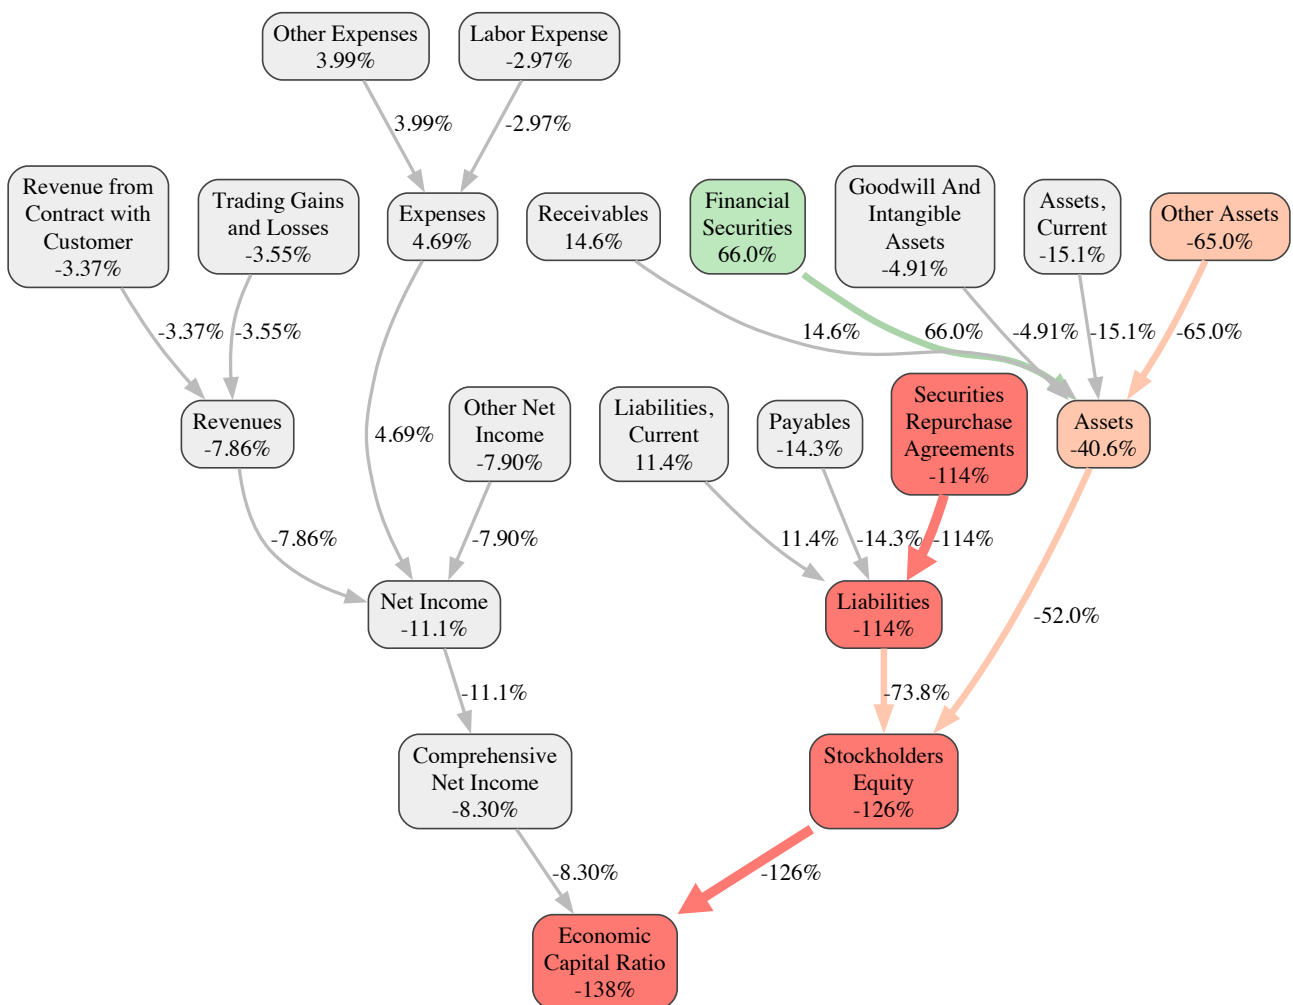 Other Expenses
3.99%
Labor Expense
-2.97%
3.99%
-2.97%
Revenue from
Contract with
Customer
-3.37%
Trading Gains
and Losses
-3.55%
Expenses
4.69%
Receivables
14.6%
Financial
Securities
66.0%
Goodwill And
Intangible
Assets
-4.91%
Assets,
Current
-15.1%
Other Assets
-65.0%
-3.37%
-3.55%
14.6%
66.0%
-4.91%
-15.1%
-65.0%
Revenues
-7.86%
4.69%
Other Net
Income
-7.90%
Liabilities,
Current
11.4%
Payables
-14.3%
Securities
Repurchase
Agreements
-114%
Assets
-40.6%
-7.86%
-7.90%
11.4%
-14.3%
-114%
Net Income
-11.1%
Liabilities
-114%
-52.0%
-11.1%
-73.8%
Comprehensive
Net Income
-8.30%
Stockholders
Equity
-126%
-8.30%
-126%
Economic
Capital Ratio
-138%